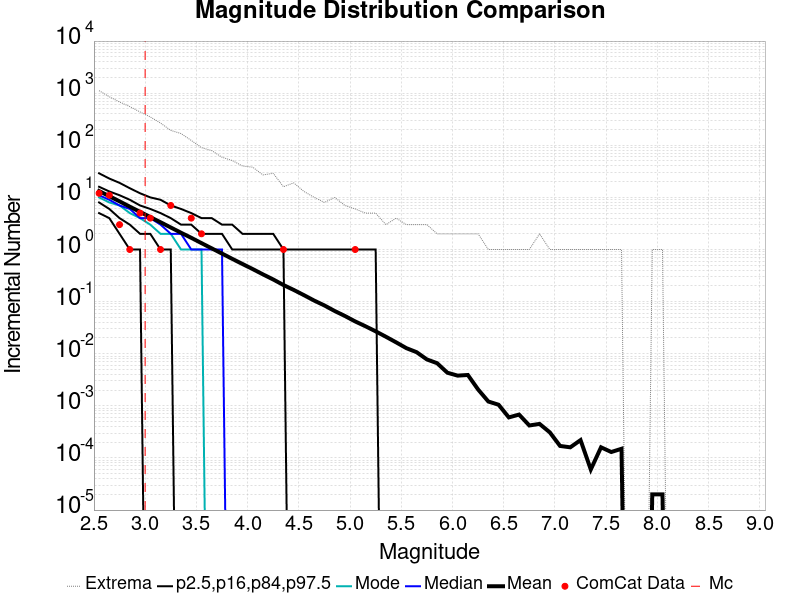 Magnitude Distribution Comparison
10^4
10^3
10^2
10^1
10^0
10^-1
10^-2
10^-3
10^-4
10^-5
Incremental Number
2.5 3.0 3.5 4.0 4.5 5.0 5.5 6.0 6.5 7.0 7.5 8.0 8.5 9.0
Magnitude
Extrema p2.5,p16,p84,p97.5 Mode Median Mean ComCat Data Mc